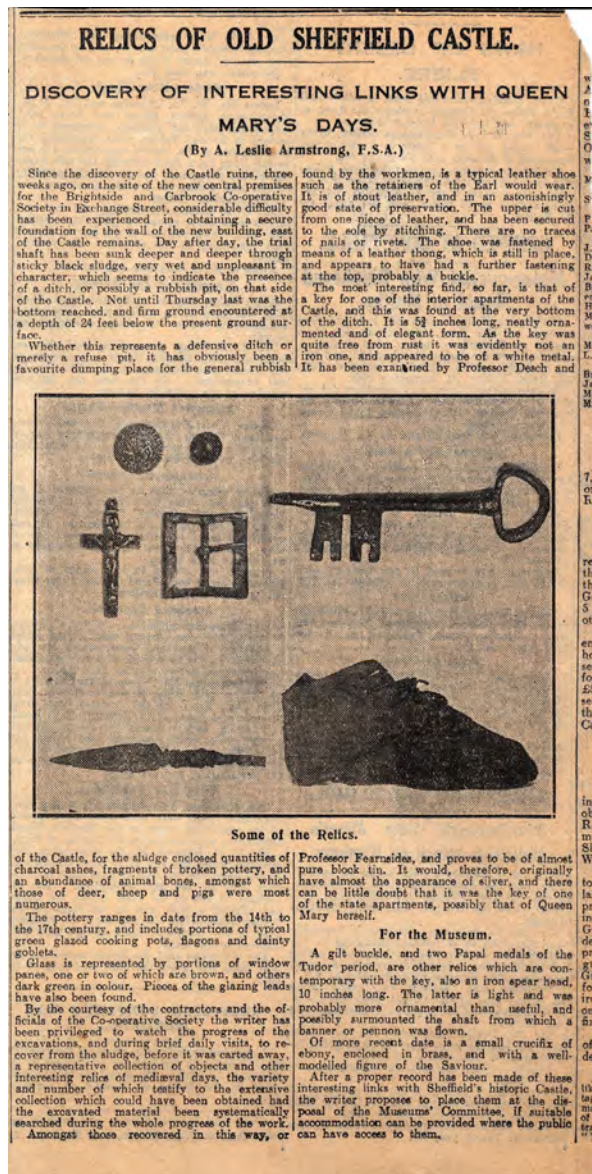 RELICS OF OLD SHEFFIELD CASTLE.
DISCOVERY OF INTERESTING LINKS WITH QUEEN
MARY'S DAYS.
(By A. Leslie Armstrong, F.S.A.)
Since the discovery of the Castle ruins, three
weeks ago, on the site of the new central premises
for the Brightside and Carbrook Co-operative
Society in Exchange Street, considerable difficulty
has been experienced in obtaining a secure
foundation for the wall of the new building, east
of the Castle remains. Day after day, the trial
shaft has been sunk deeper and deeper through
sticky black sludge, very wet and unpleasant in
character, which seems to indicate the presence
of a ditch, or possibly a rubbish pit, on that side
of the Castle. Not until Thursday last was the
bottom reached, and firm ground encountered at
a depth of 24 feet below the present ground sur-
face.
Whether this represents a defensive ditch or
merely a refuse pit, it has obviously been a
favourite dumping place for the general rubbish
found by the workmen, is a typical leather shoe
such as the retainers of the Earl would wear.
It is of stout leather, and in an astonishingly
good state of preservation. The upper is cut
from one piece of leather, and has been secured
to the sole by stitching. There are no traces
of nails or rivets. The shoe was fastened by
means of a leather thong, which is still in place,
and appears to have had a further fastening
at the top, probably a buckle.
The most interesting find, so far, is that of
a key for one of the interior apartments of the
Castle, and this was found at the very bottom
of the ditch. It is 5¾ inches long, neatly orna-
mented and of elegant form. As the key was
quite free from rust it was evidently not an
iron one, and appeared to be of a white metal.
It has been examined by Professor Desch and
Some of the Relics.
of the Castle, for the sludge enclosed quantities of
charcoal ashes, fragments of broken pottery, and
an abundance of animal bones, amongst which
those of deer, sheep and pigs were most
numerous.
The pottery ranges in date from the 14th to
the 17th century, and includes portions of typical
green glazed cooking pots, flagons and dainty
goblets.
Glass is represented by portions of window
panes, one or two of which are brown, and others
dark green in colour. Pieces of the glazing leads
have also been found.
By the courtesy of the contractors and the of-
ficials of the Co-operative Society the writer has
been privileged to watch the progress of the
excavations, and during brief daily visits, to re-
cover from the sludge, before it was carted away,
a representative collection of objects and other
interesting relics of mediæval days, the variety
and number of which testify to the extensive
collection which could have been obtained had
the excavated material been systematically
searched during the whole progress of the work.
Amongst those recovered in this way, or
Professor Fearnsides, and proves to be of almost
pure block tin. It would, therefore, originally
have almost the appearance of silver, and there
can be little doubt that it was the key of one
of the state apartments, possibly that of Queen
Mary herself.
For the Museum.
A gilt buckle, and two Papal medals of the
Tudor period, are other relics which are con-
temporary with the key, also an iron spear head,
10 inches long. The latter is light and was
probably more ornamental than useful, and
possibly surmounted the shaft from which a
banner or pennon was flown.
Of more recent date is a small crucifix of
ebony, enclosed in brass, and with a well-
modelled figure of the Saviour.
After a proper record has been made of these
interesting links with Sheffield's historic Castle,
the writer proposes to place them at the dis-
posal of the Museums' Committee, if suitable
accommodation can be provided where the public
can have access to them.